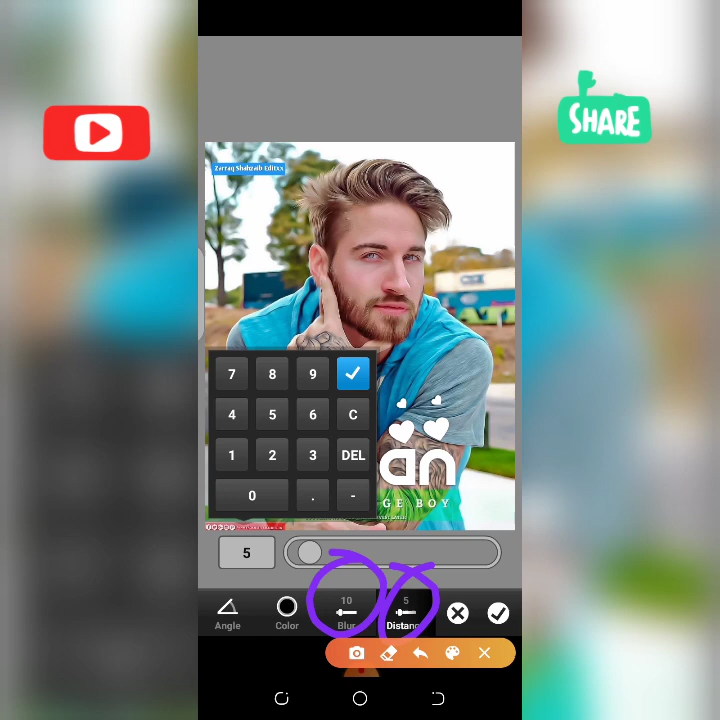 SHARE
Zarraq Shahzaib Editxx
7 8 9
4 5 6 C
1 2 3 DEL
0 . -
an
GE BOY
5
10
5
Angle
Color
Blur
Distanc